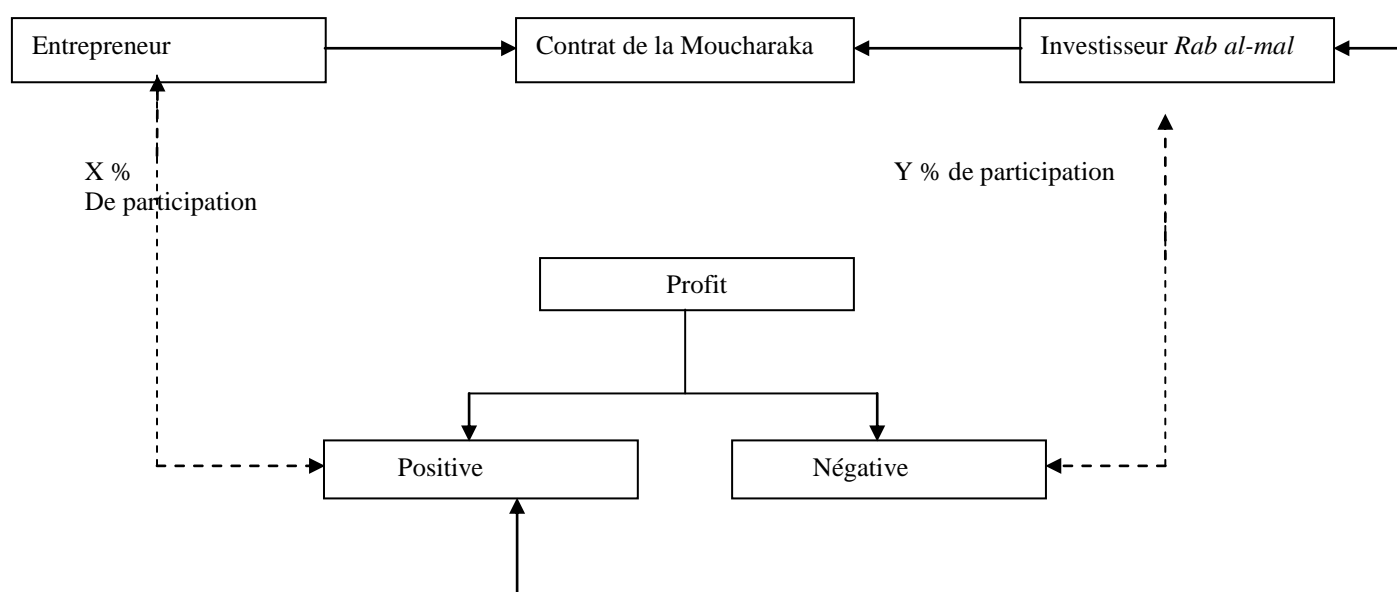 Entrepreneur
Contrat de la Moucharaka
Investisseur Rab al-mal
X %
De participation
Y % de participation
Profit
Positive
Négative